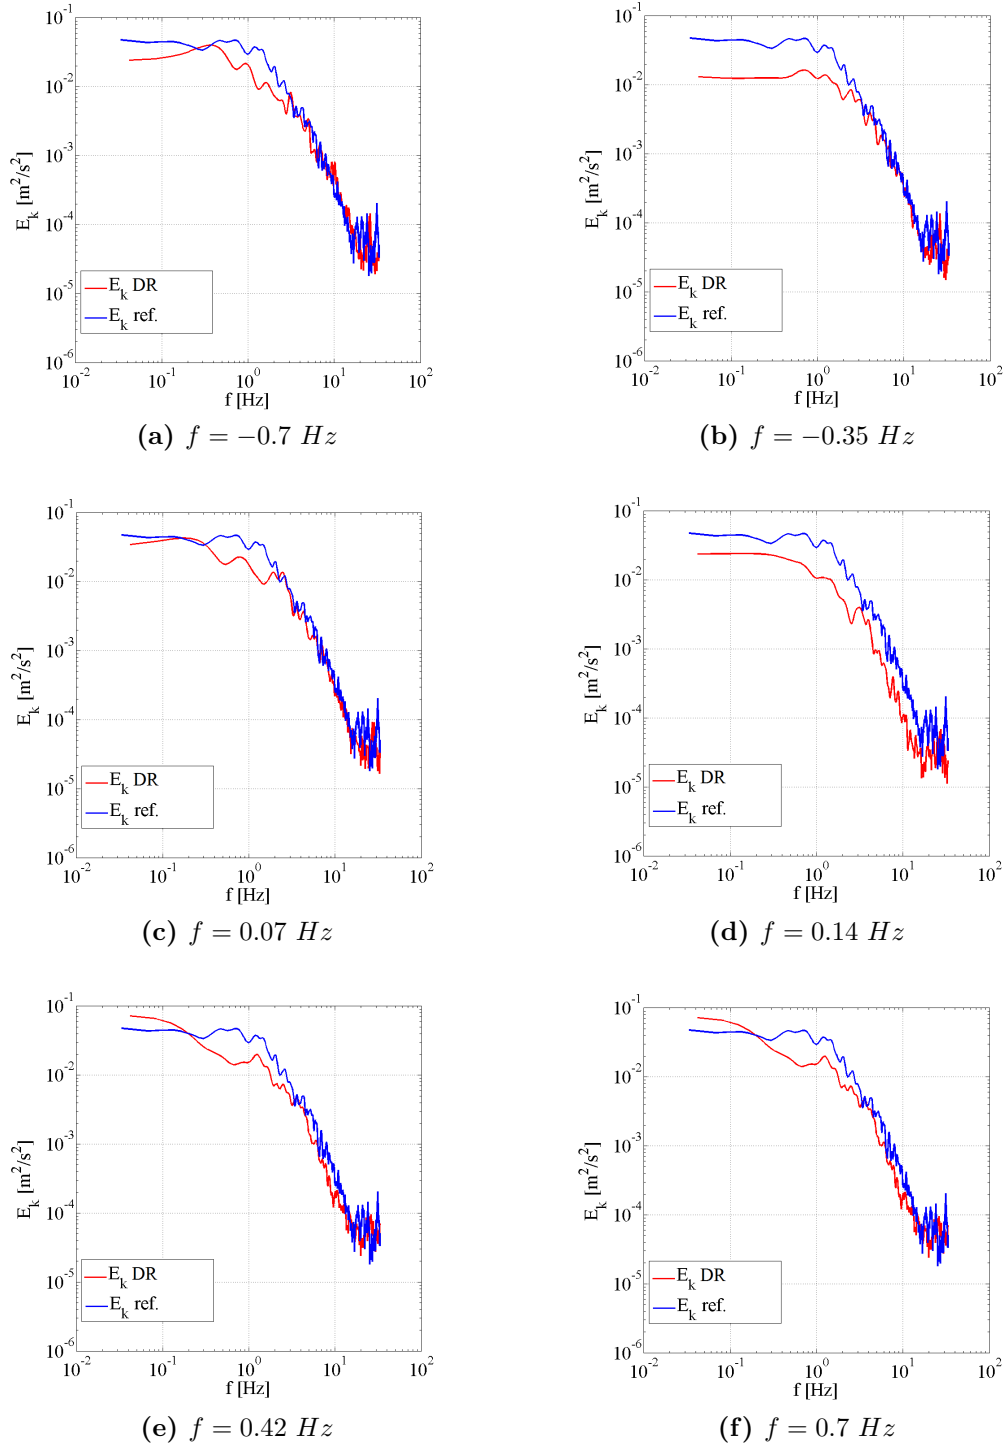 10^-1
10^-2
10^-3
10^-4
10^-5
10^-6
E_k [m^2/s^2]
E_k DR
E_k ref.
10^-2 10^-1 10^0 10^1 10^2
f [Hz]
(a) f = −0.7 Hz
10^-1
10^-2
10^-3
10^-4
10^-5
10^-6
E_k [m^2/s^2]
E_k DR
E_k ref.
10^-2 10^-1 10^0 10^1 10^2
f [Hz]
(b) f = −0.35 Hz
10^-1
10^-2
10^-3
10^-4
10^-5
10^-6
E_k [m^2/s^2]
E_k DR
E_k ref.
10^-2 10^-1 10^0 10^1 10^2
f [Hz]
(c) f = 0.07 Hz
10^-1
10^-2
10^-3
10^-4
10^-5
10^-6
E_k [m^2/s^2]
E_k DR
E_k ref.
10^-2 10^-1 10^0 10^1 10^2
f [Hz]
(d) f = 0.14 Hz
10^-1
10^-2
10^-3
10^-4
10^-5
10^-6
E_k [m^2/s^2]
E_k DR
E_k ref.
10^-2 10^-1 10^0 10^1 10^2
f [Hz]
(e) f = 0.42 Hz
10^-1
10^-2
10^-3
10^-4
10^-5
10^-6
E_k [m^2/s^2]
E_k DR
E_k ref.
10^-2 10^-1 10^0 10^1 10^2
f [Hz]
(f) f = 0.7 Hz